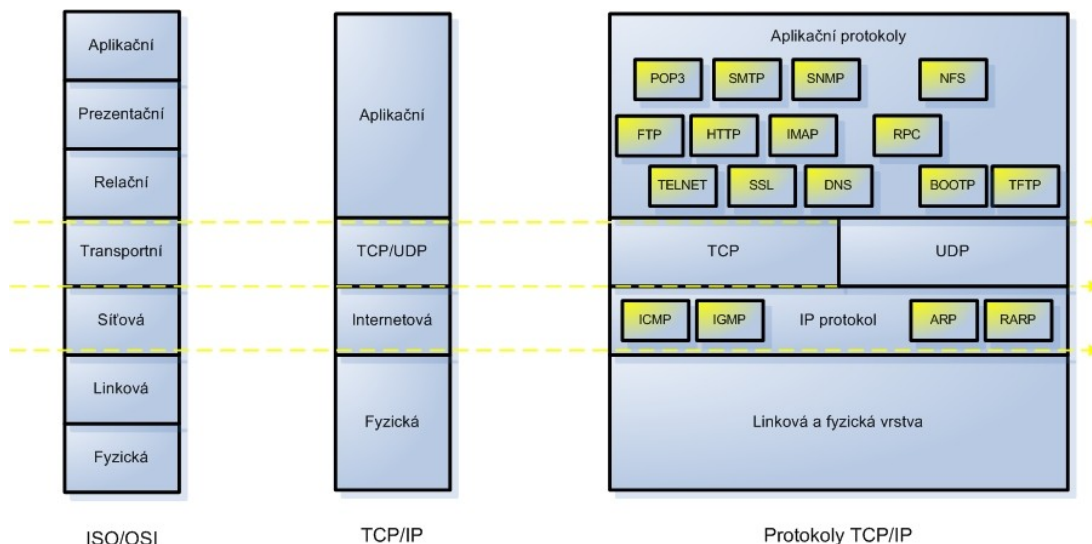 Aplikační
Prezentační
Relační
Transportní
Síťová
Linková
Fyzická
ISO/OSI
Aplikační
TCP/UDP
Internetová
Fyzická
TCP/IP
Aplikační protokoly
POP3 SMTP SNMP NFS
FTP HTTP IMAP RPC
TELNET SSL DNS BOOTP TFTP
TCP UDP
ICMP IGMP IP protokol ARP RARP
Linková a fyzická vrstva
Protokoly TCP/IP